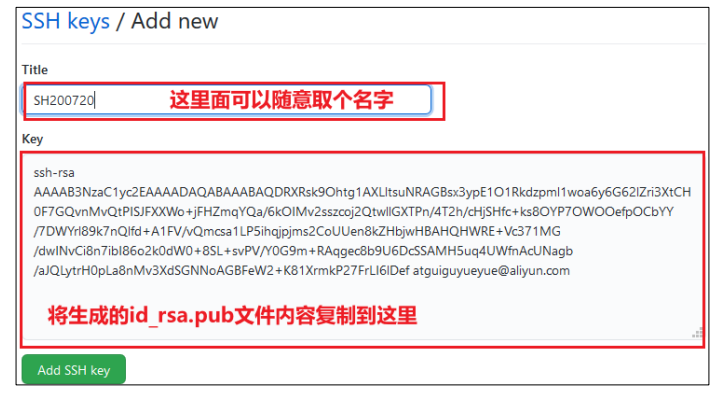 SSH keys / Add new
Title
SH200720
这里面可以随意取个名字
Key
ssh-rsa
AAAAB3NzaC1yc2EAAAADAQABAAABAQDRXRsk9Ohtg1AXLltsuNRAGBsx3ypE1O1Rkdzpml1woa6y6G62lZri3XtCH
0F7GQvnMvQtPISJFXXWo+jFHZmqYQa/6kOIMv2sszcoj2QtwllGXTPn/4T2h/cHjSHfc+ks8OYP7OWOOefpOCbYY
/7DWYrl89k7nQlfd+A1FV/vQmcsa1LP5ihqjpjms2CoUUen8kZHbjwHBAHQHWRE+Vc371MG
/dwINvCi8n7ibI86o2k0dW0+8SL+svPV/Y0G9m+RAqgec8b9U6DcSSAMH5uq4UWfnAcUNagb
/aJQLytrH0pLa8nMv3XdSGNNoAGBFeW2+K81XrmkP27FrLI6lDef atguiguyueyue@aliyun.com
将生成的id_rsa.pub文件内容复制到这里
Add SSH key